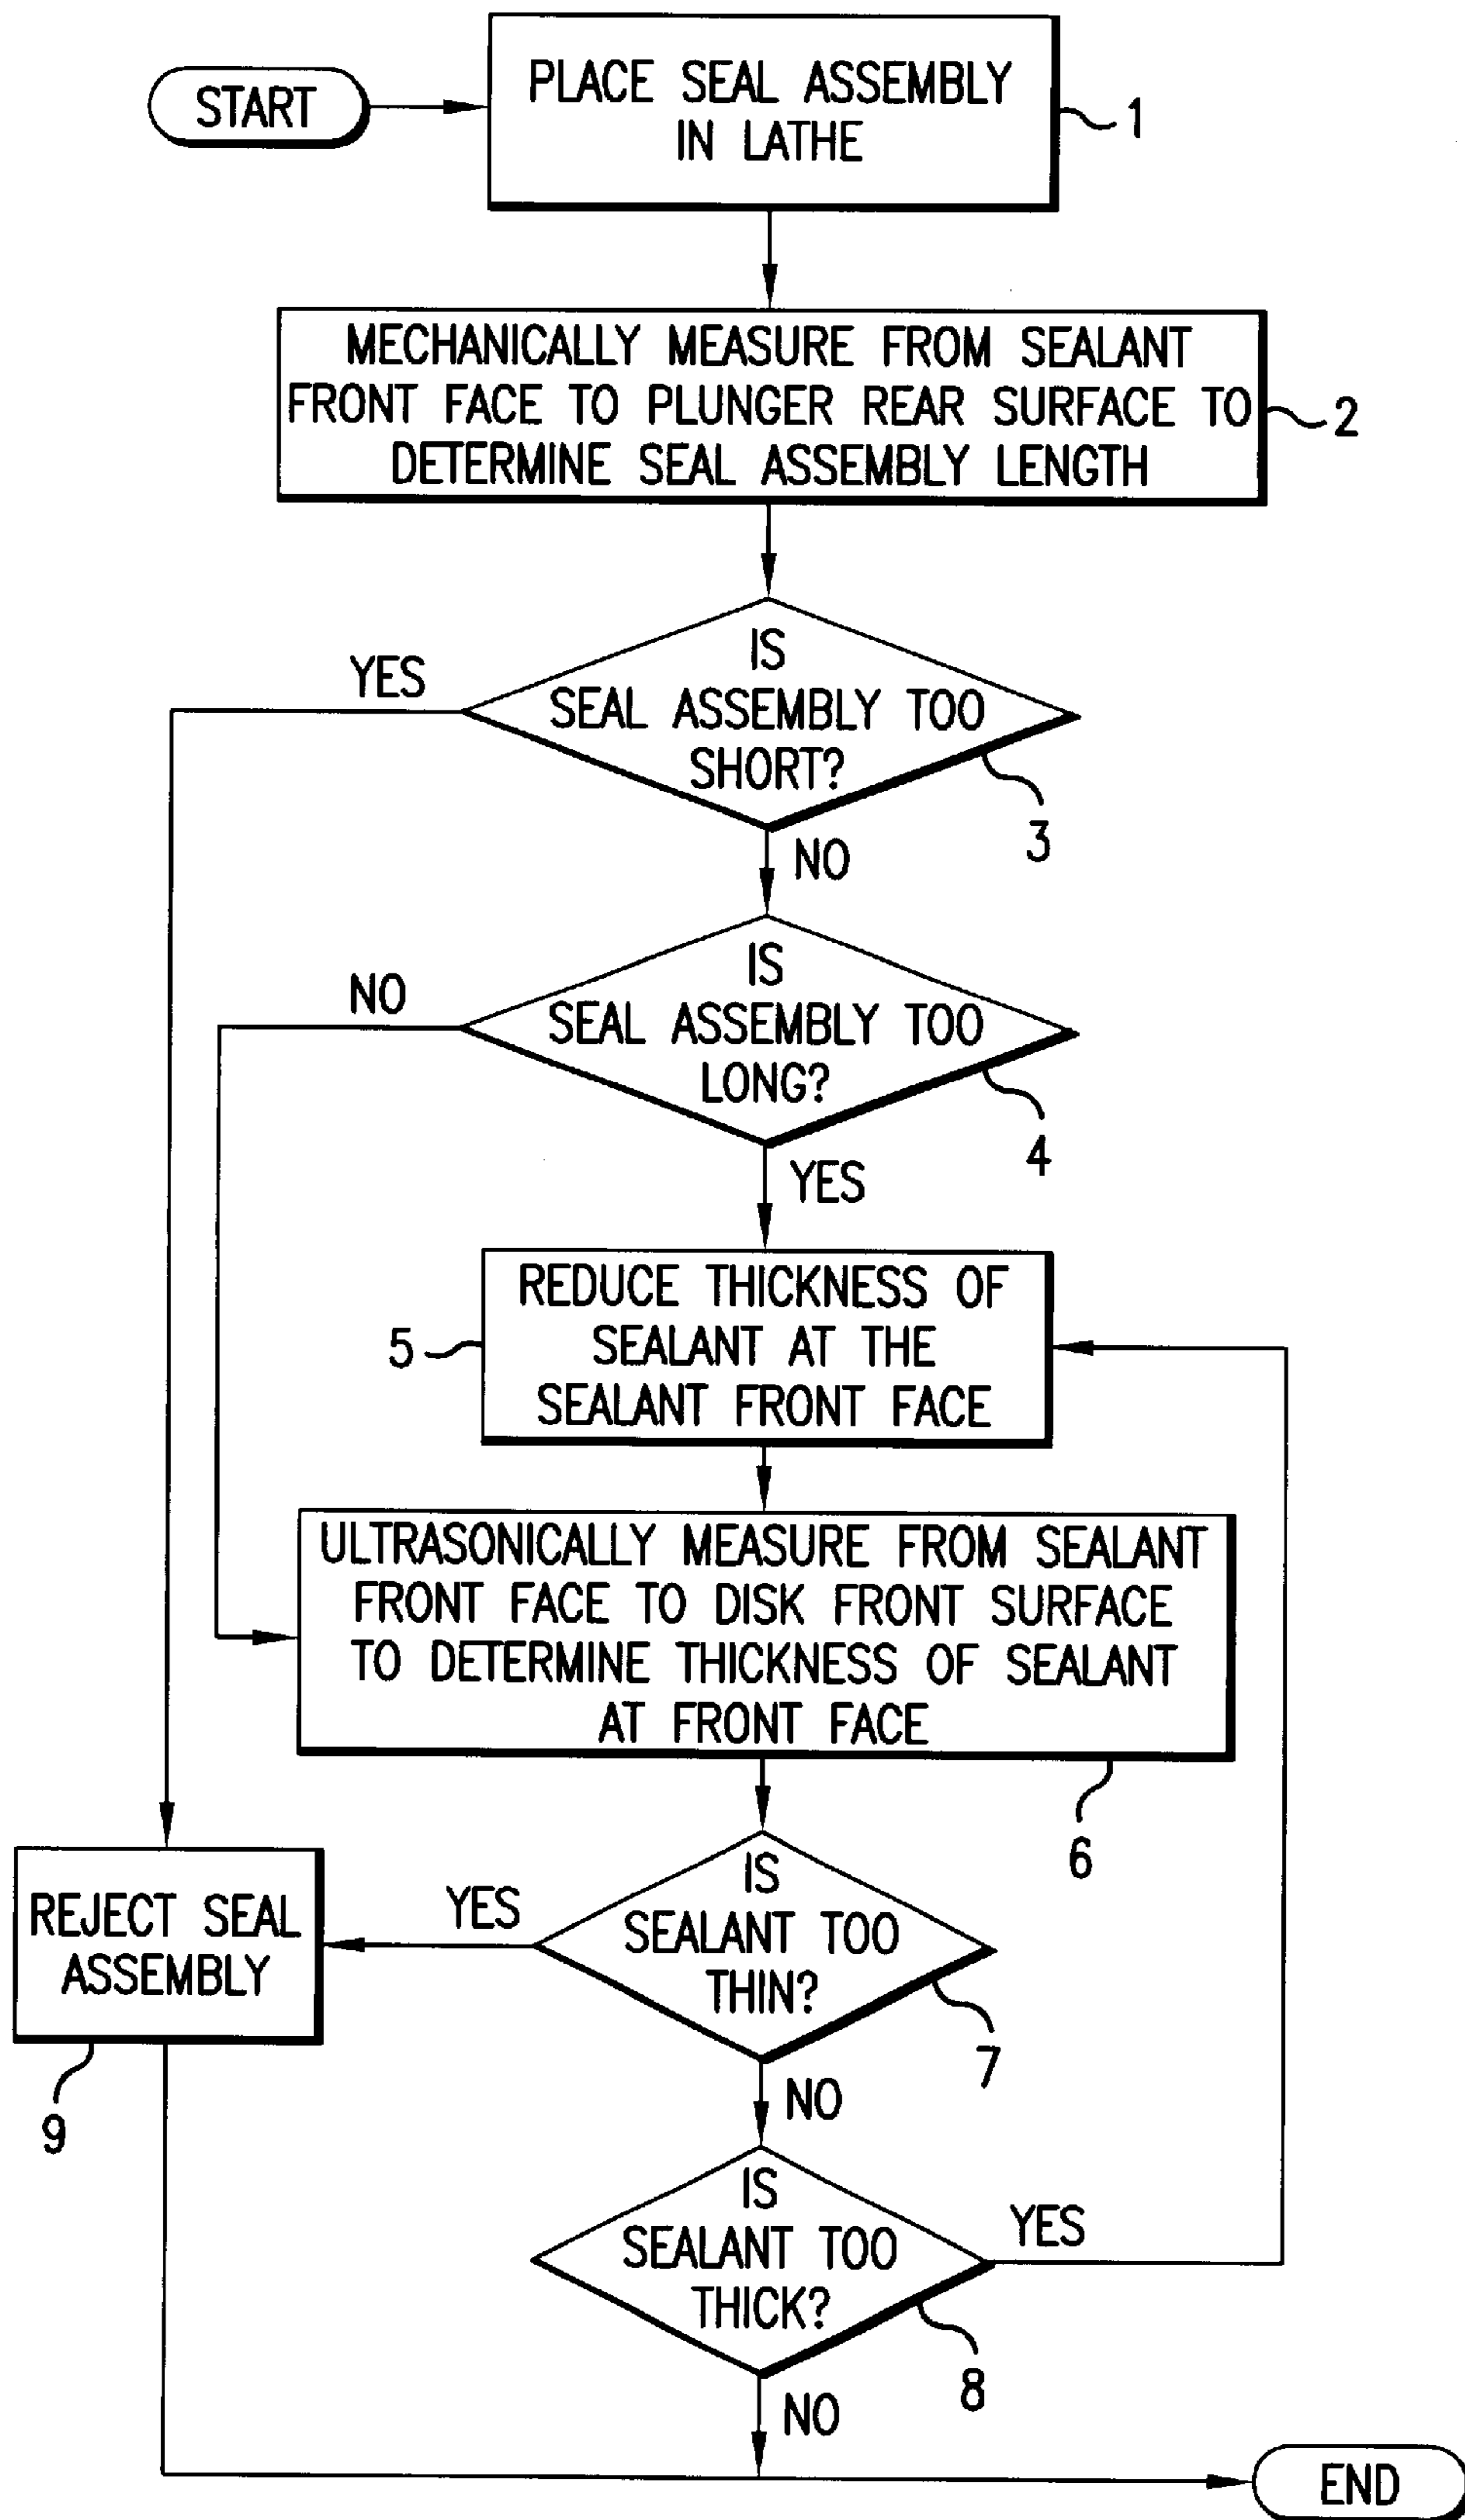 START
PLACE SEAL ASSEMBLY
IN LATHE
1
MECHANICALLY MEASURE FROM SEALANT
FRONT FACE TO PLUNGER REAR SURFACE TO
DETERMINE SEAL ASSEMBLY LENGTH
2
YES
IS
SEAL ASSEMBLY TOO
SHORT?
3
NO
NO
IS
SEAL ASSEMBLY TOO
LONG?
4
YES
REDUCE THICKNESS OF
SEALANT AT THE
SEALANT FRONT FACE
5
ULTRASONICALLY MEASURE FROM SEALANT
FRONT FACE TO DISK FRONT SURFACE
TO DETERMINE THICKNESS OF SEALANT
AT FRONT FACE
6
REJECT SEAL
ASSEMBLY
9
YES
IS
SEALANT TOO
THIN?
7
NO
IS
SEALANT TOO
THICK?
YES
8
NO
END